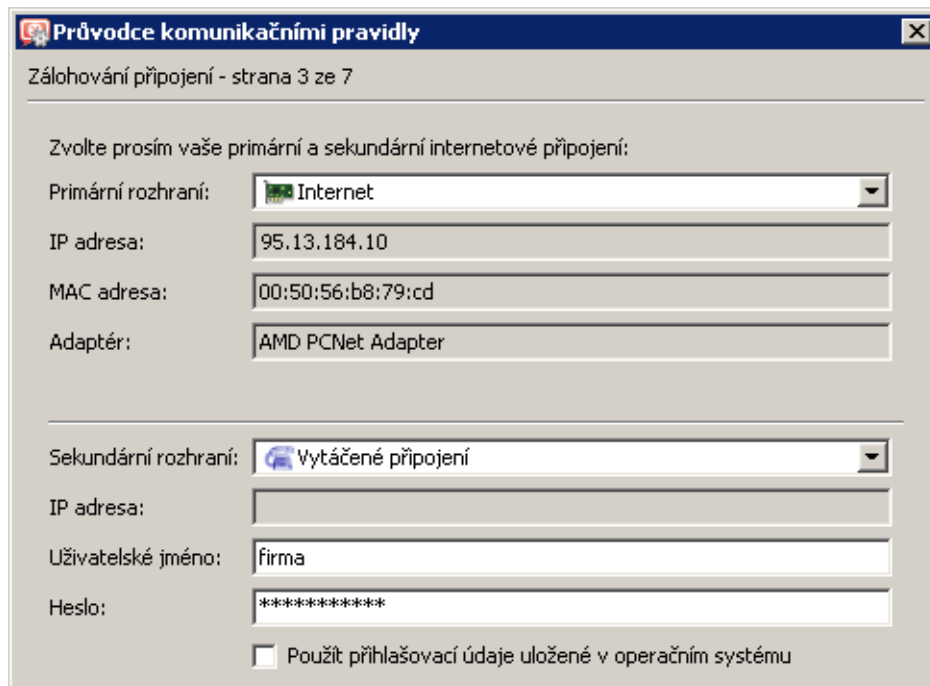 Průvodce komunikačními pravidly
Zálohování připojení - strana 3 ze 7
Zvolte prosím vaše primární a sekundární internetové připojení:
Primární rozhraní: Internet
IP adresa: 95.13.184.10
MAC adresa: 00:50:56:b8:79:cd
Adaptér: AMD PCNet Adapter
Sekundární rozhraní: Vytáčené připojení
IP adresa:
Uživatelské jméno: firma
Heslo: ***********
Použít přihlašovací údaje uložené v operačním systému